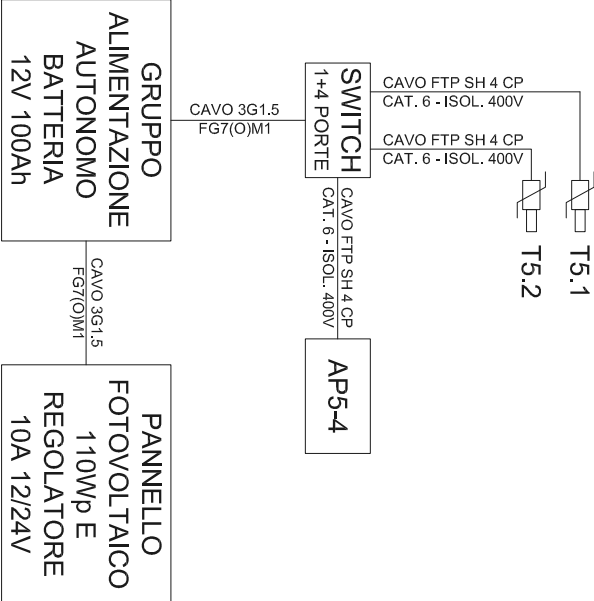 GRUPPO
ALIMENTAZIONE
AUTONOMO
BATTERIA
12V 100Ah
CAVO 3G1.5
FG7(O)M1
SWITCH
1+4 PORTE
CAVO FTP SH 4 CP
CAT. 6 - ISOL. 400V
CAVO FTP SH 4 CP
CAT. 6 - ISOL. 400V
T5.1
T5.2
CAVO FTP SH 4 CP
CAT. 6 - ISOL. 400V
AP5-4
CAVO 3G1.5
FG7(O)M1
PANNELLO
FOTOVOLTAICO
110Wp E
REGOLATORE
10A 12/24V